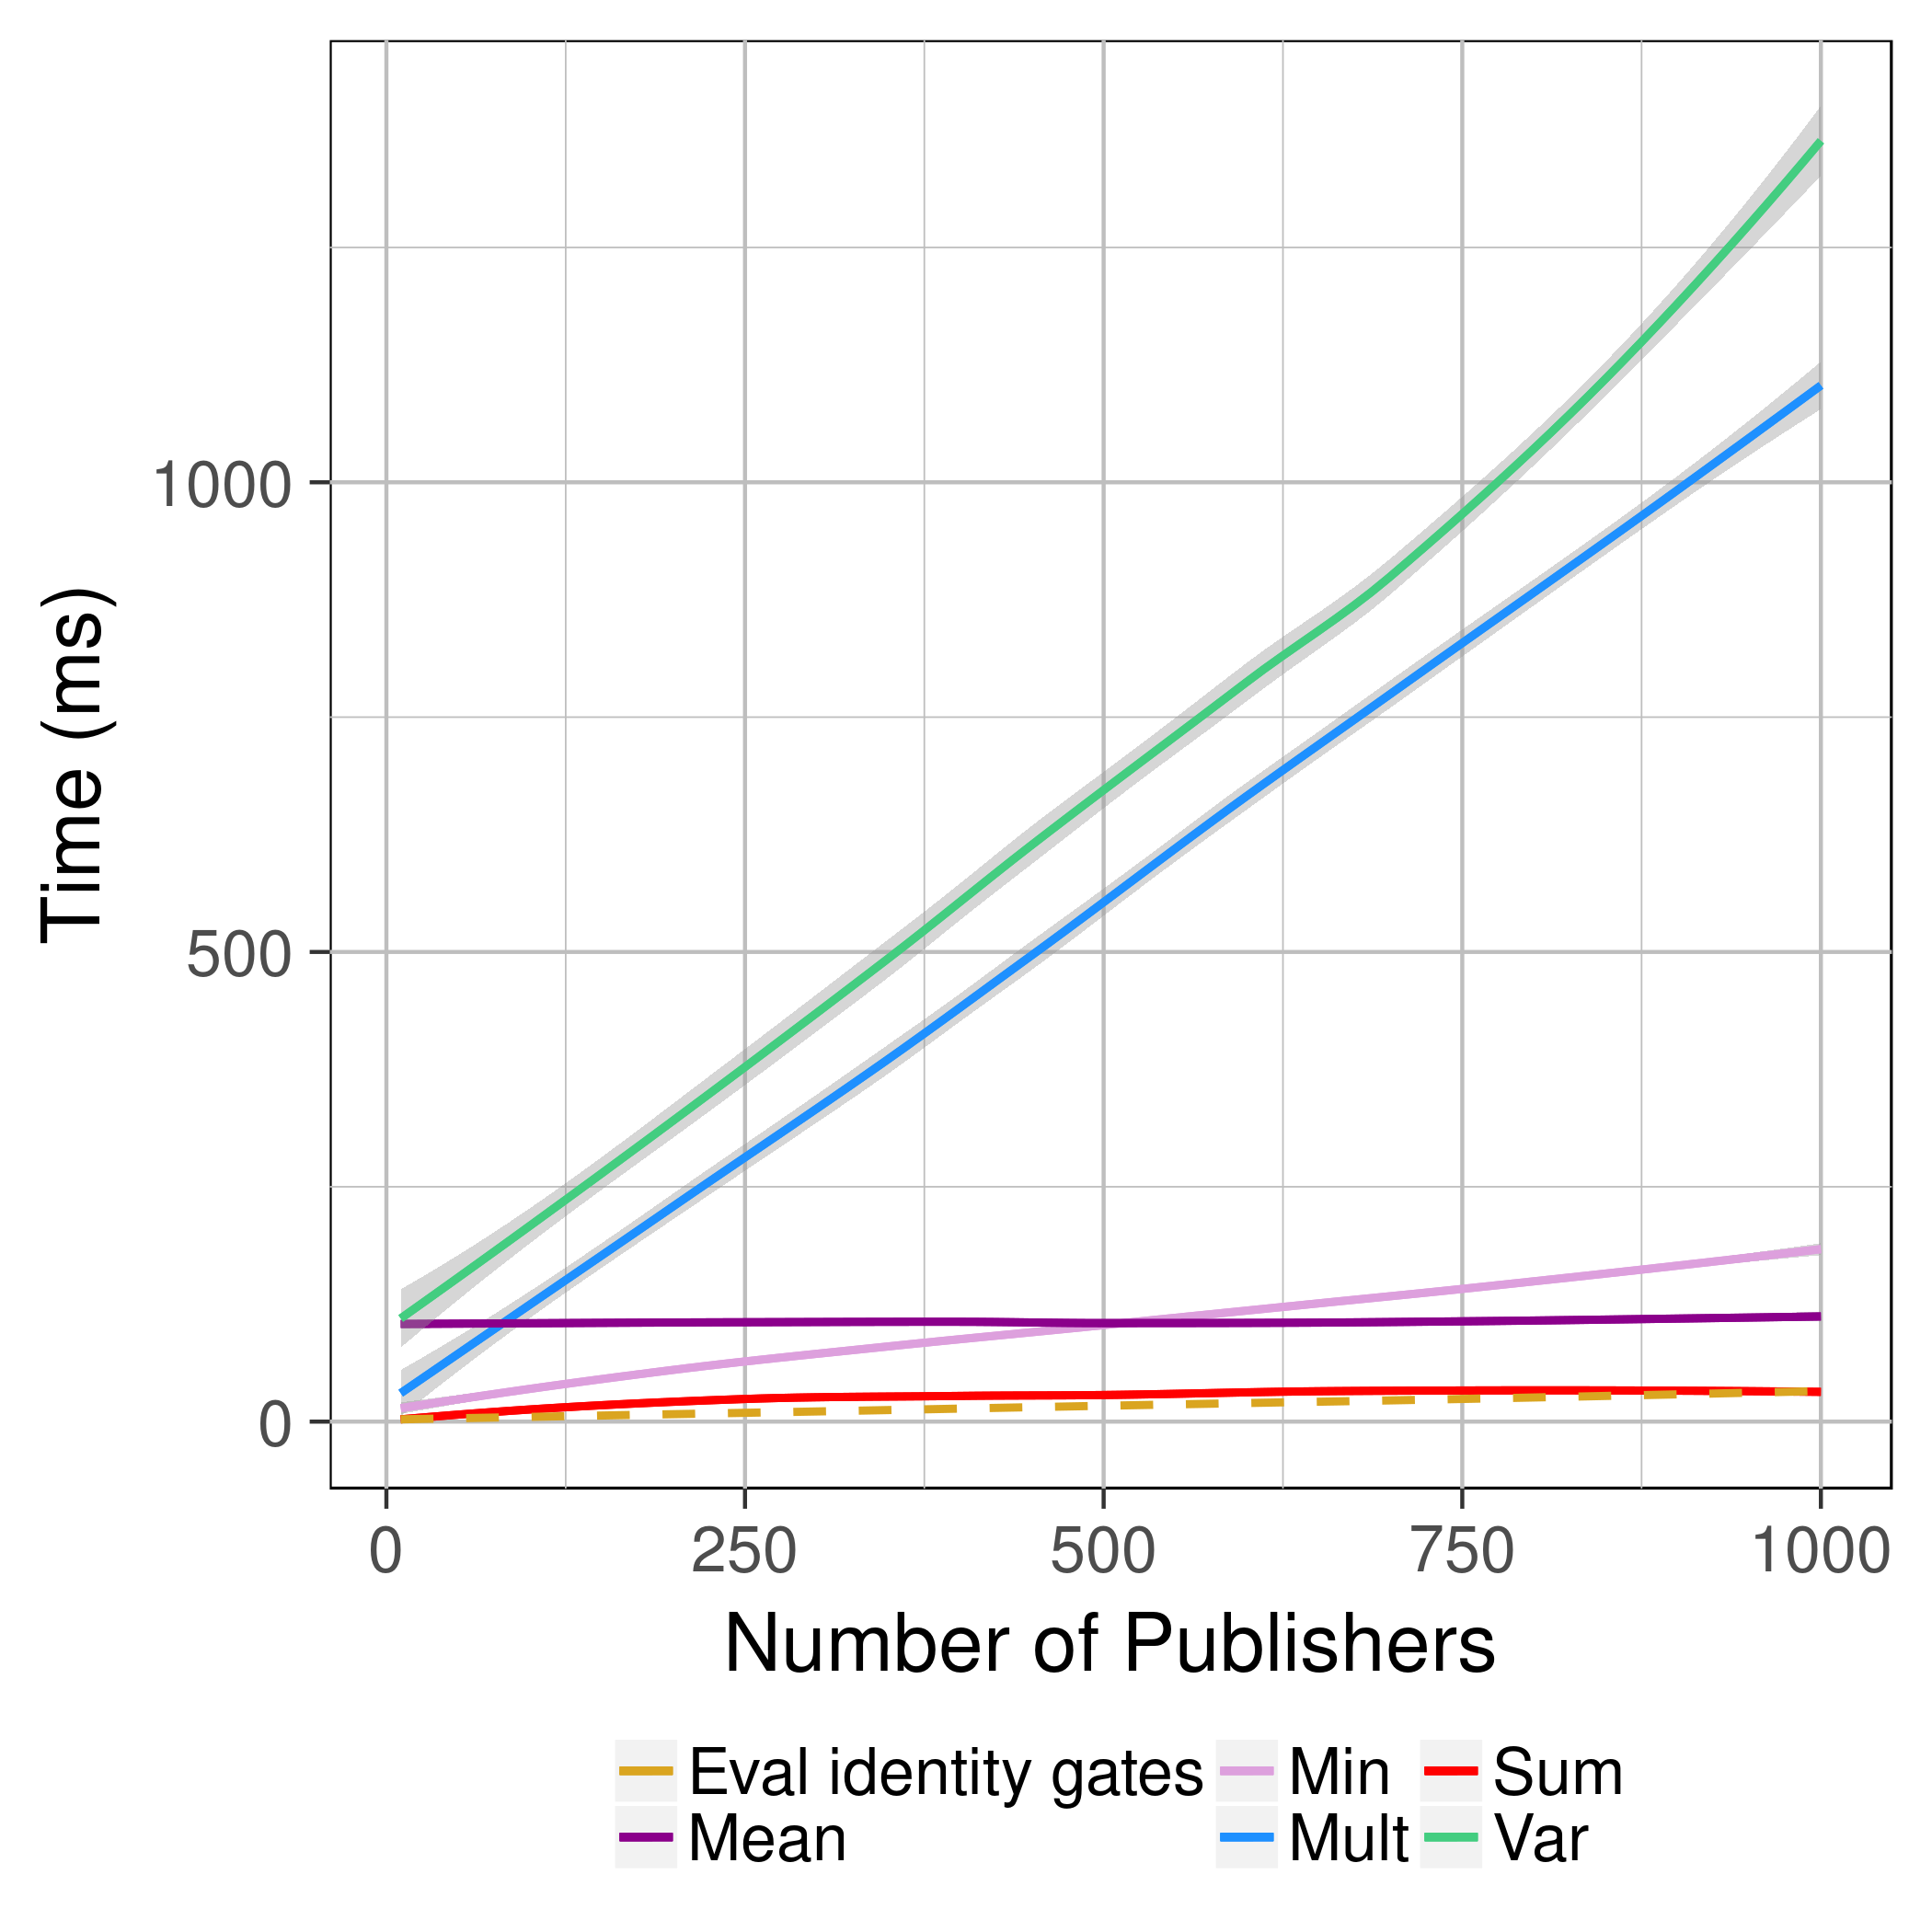 Time (ms)
1000
500
0
0 250 500 750 1000
Number of Publishers
Eval identity gates Min Sum
Mean Mult Var